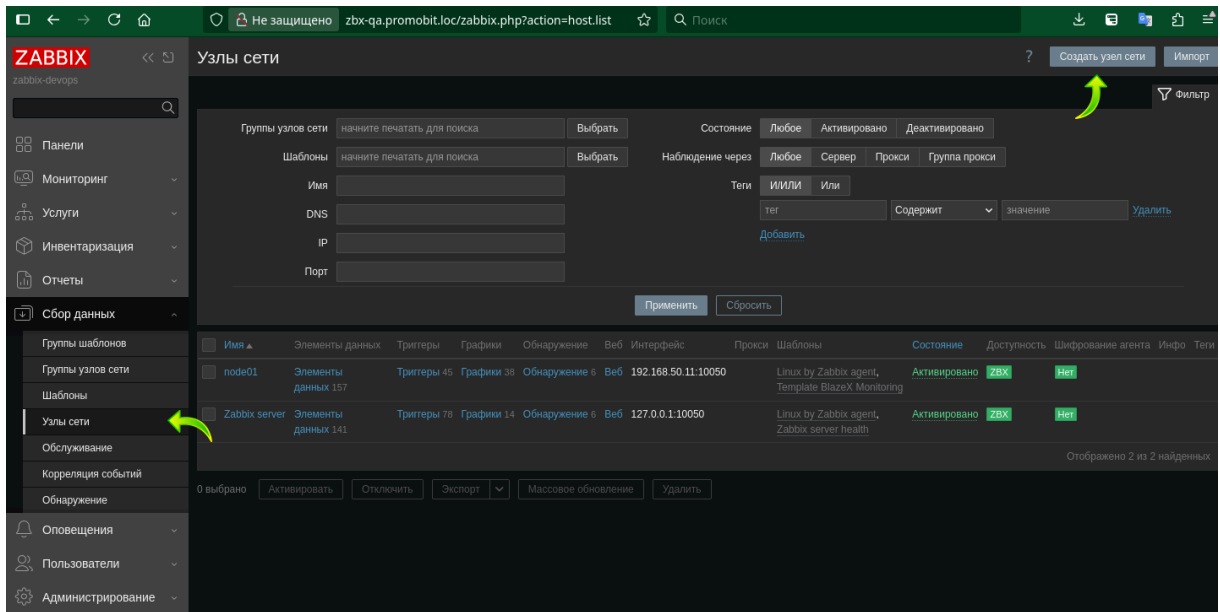 Не защищено zbx-qa.promobit.loc/zabbix.php?action=host.list Поиск
ZABBIX
zabbix-devops
Панели
Мониторинг
Услуги
Инвентаризация
Отчеты
Сбор данных
Группы шаблонов
Группы узлов сети
Шаблоны
Узлы сети
Обслуживание
Корреляция событий
Обнаружение
Оповещения
Пользователи
Администрирование
Узлы сети ? Создать узел сети Импорт
Фильтр
Группы узлов сети начните печатать для поиска Выбрать
Шаблоны начните печатать для поиска Выбрать
Имя
DNS
IP
Порт
Состояние Любое Активировано Деактивировано
Наблюдение через Любое Сервер Прокси Группа прокси
Теги И/ИЛИ Или
тег Содержит значение Удалить
Добавить
Применить Сбросить
Имя Элементы данных Триггеры Графики Обнаружение Веб Интерфейс Прокси Шаблоны Состояние Доступность Шифрование агента Инфо Теги
node01 Элементы Триггеры 45 Графики 38 Обнаружение 6 Веб 192.168.50.11:10050 Linux by Zabbix agent, Активировано ZBX Нет
данных 157 Template BlazeX Monitoring
Zabbix server Элементы Триггеры 78 Графики 14 Обнаружение 6 Веб 127.0.0.1:10050 Linux by Zabbix agent, Активировано ZBX Нет
данных 141 Zabbix server health
Отображено 2 из 2 найденных
0 выбрано Активировать Отключить Экспорт Массовое обновление Удалить